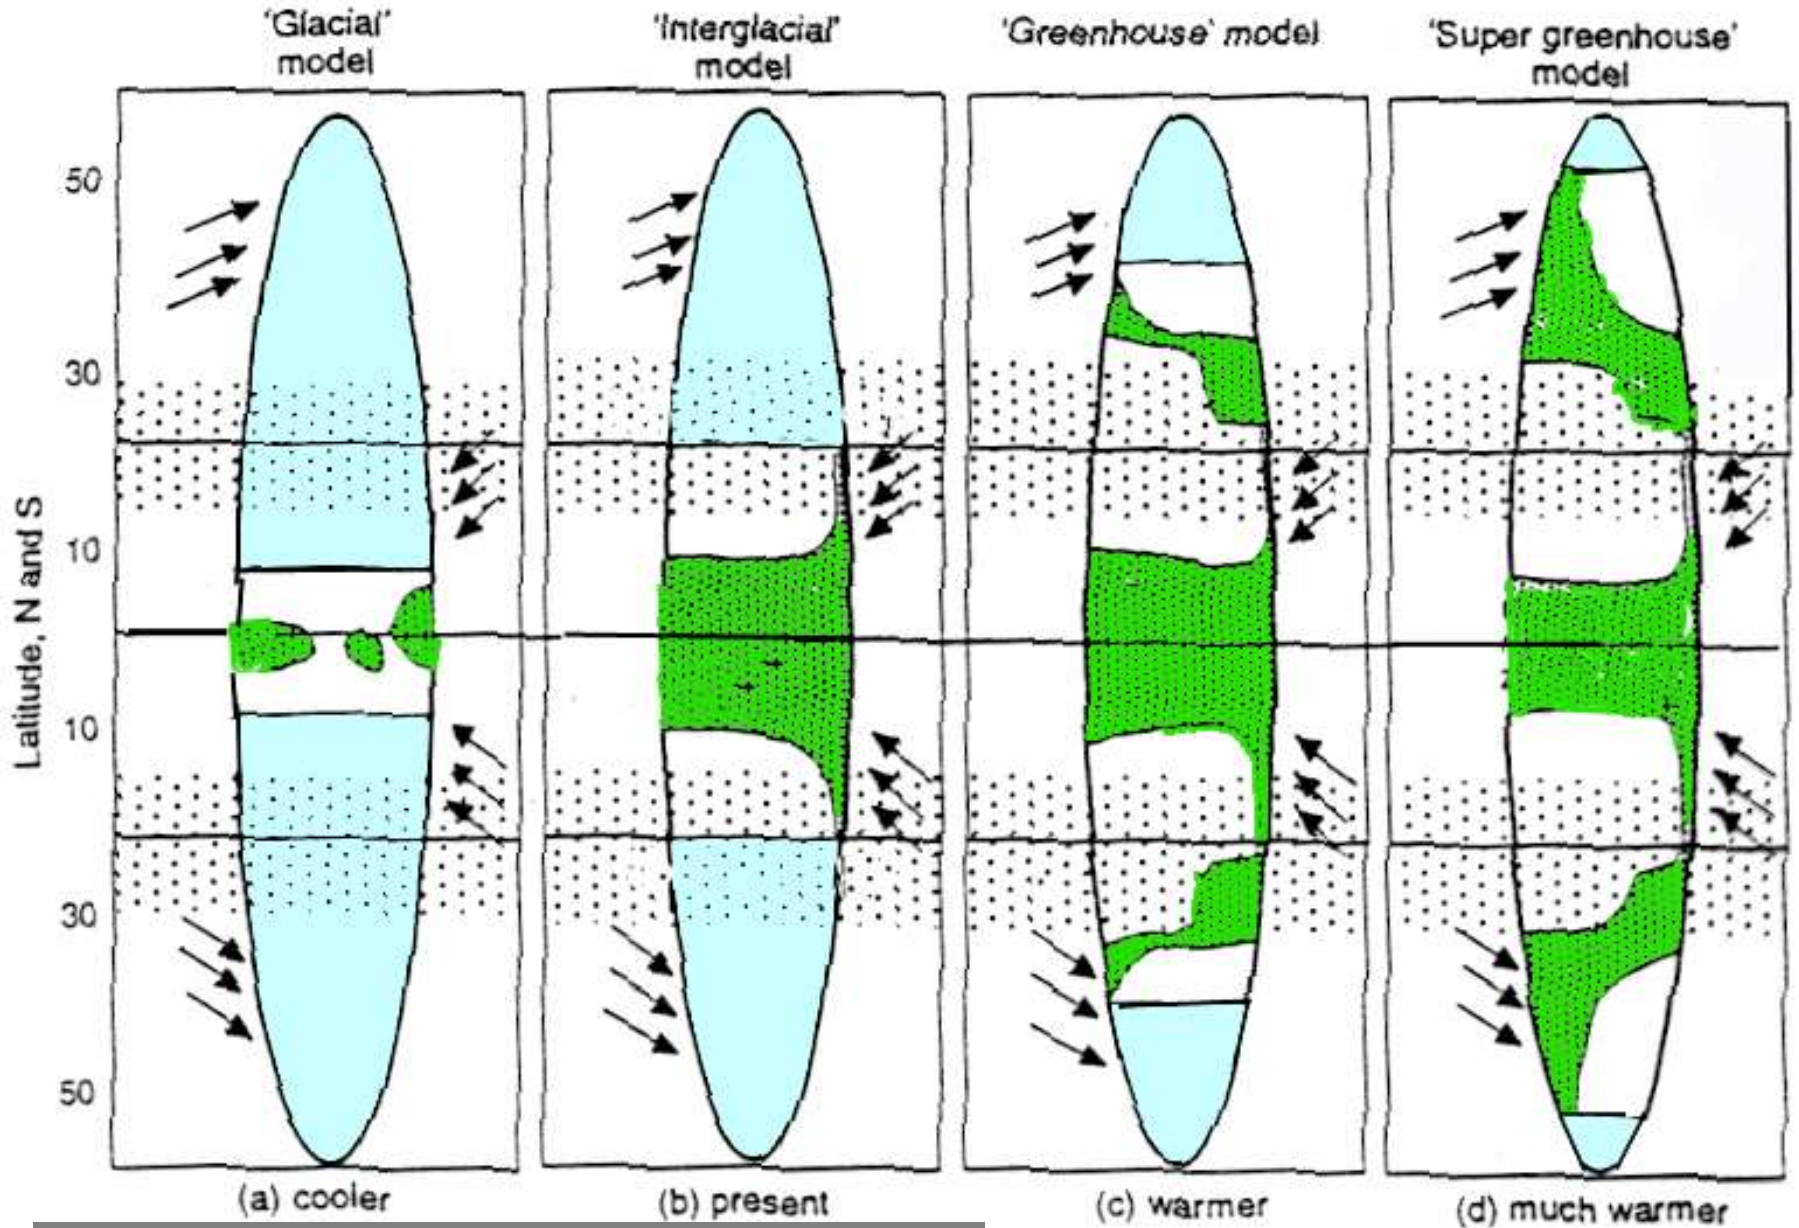 'Glacial'
model
'Interglacial'
model
'Greenhouse' model
'Super greenhouse'
model
Latitude, N and S
50
30
10
10
30
50
(a) cooler
(b) present
(c) warmer
(d) much warmer